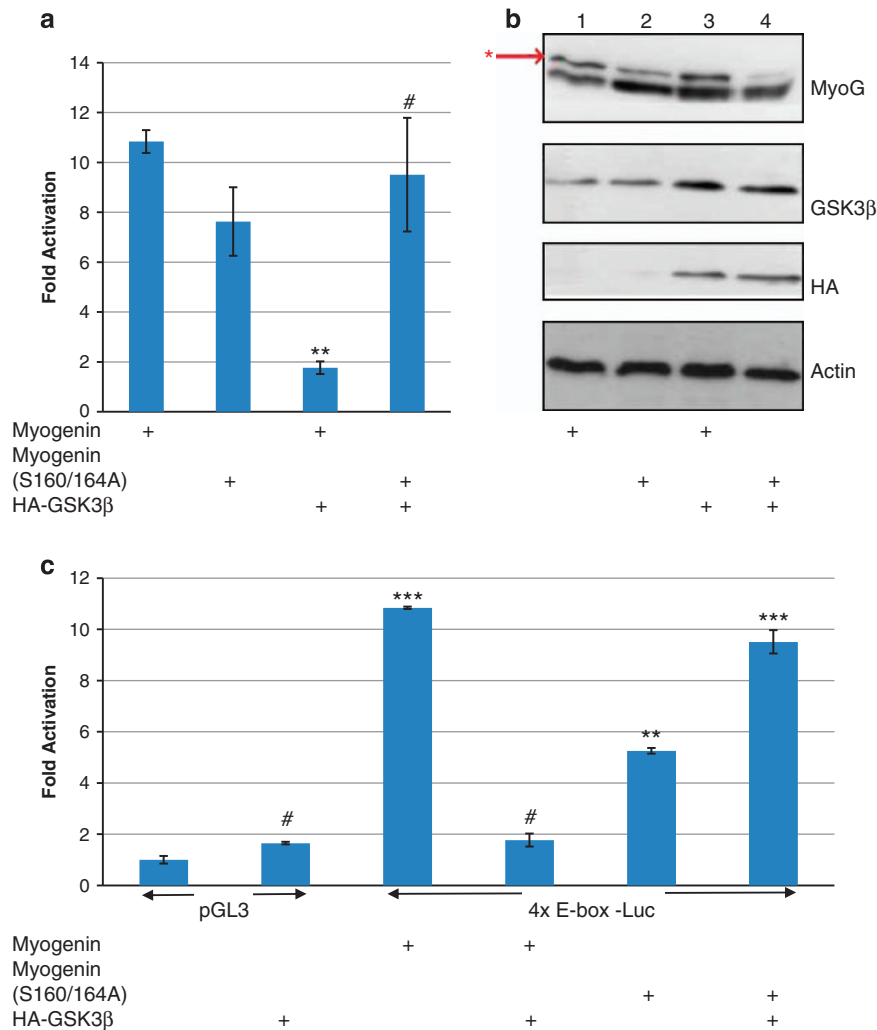 a
14
12
10
8
6
4
2
0
Fold Activation
**
#
Myogenin + +
Myogenin
(S160/164A) + +
HA-GSK3β + +
b
1 2 3 4
*
MyoG
GSK3β
HA
Actin
+ +
+ +
+ +
c
12
10
8
6
4
2
0
Fold Activation
#
***
#
**
***
pGL3 4x E-box -Luc
Myogenin + +
Myogenin
(S160/164A) + +
HA-GSK3β + + +